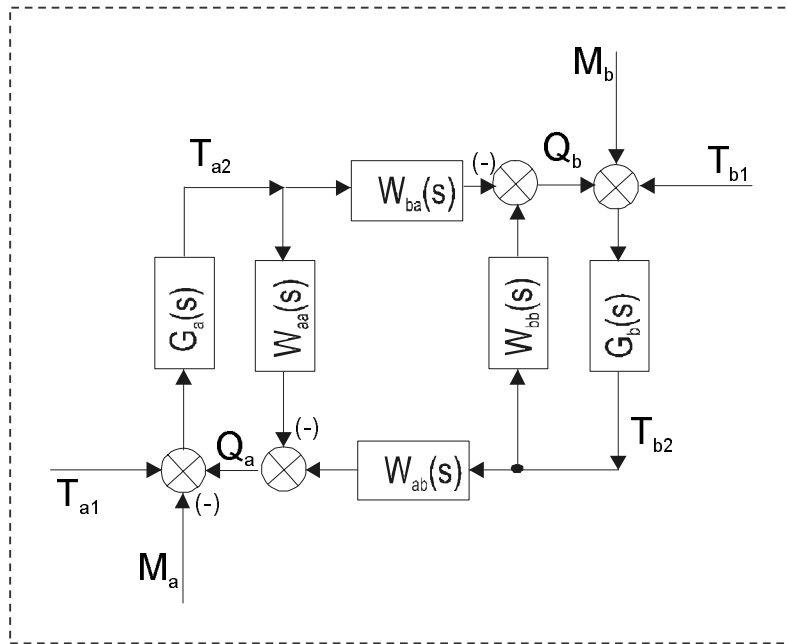 M_b
Q_b
(-)
T_b1
T_a2
W_ba(s)
G_a(s)
W_aa(s)
W_bb(s)
G_b(s)
(-)
T_b2
Q_a
W_ab(s)
T_a1
(-)
M_a